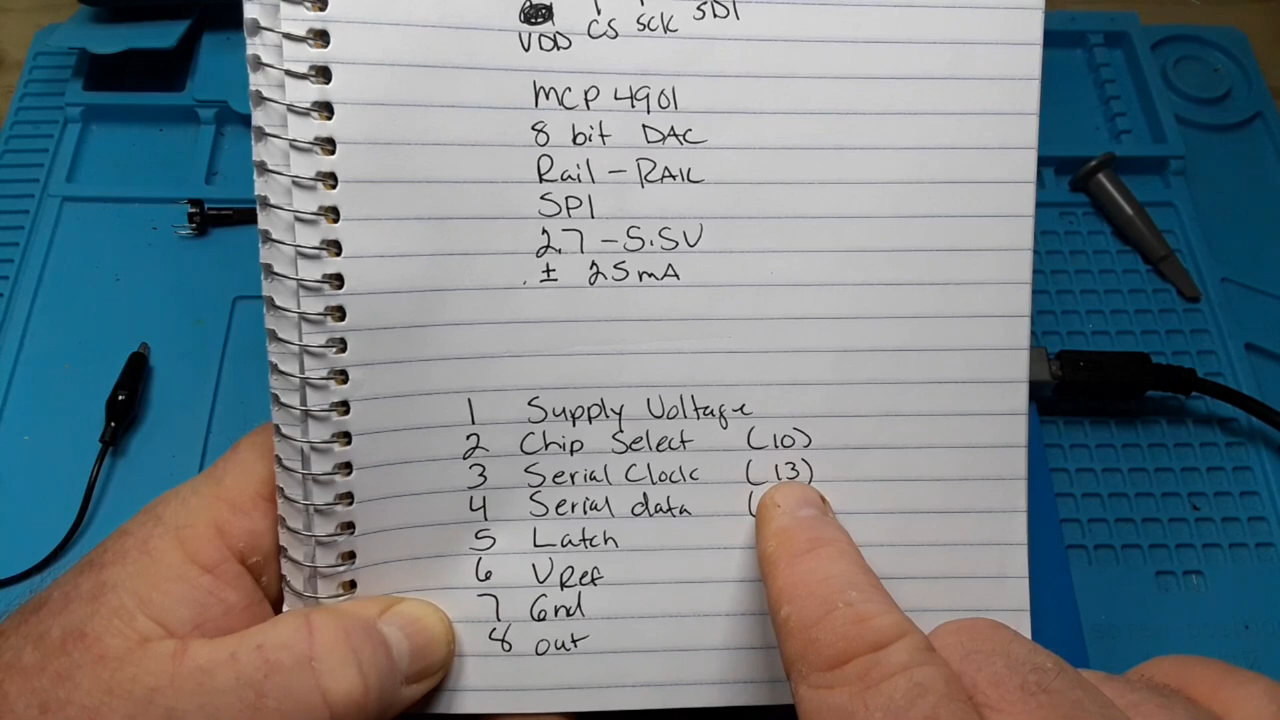 CS SCK SDI
VDD
MCP 4901
8 bit DAC
Rail - RAIL
SPI
2.7 - 5.5V
± 25mA
1 Supply Voltage
2 Chip Select (10)
3 Serial Clock (13)
4 Serial data (
5 Latch
6 VRef
7 Gnd
8 out